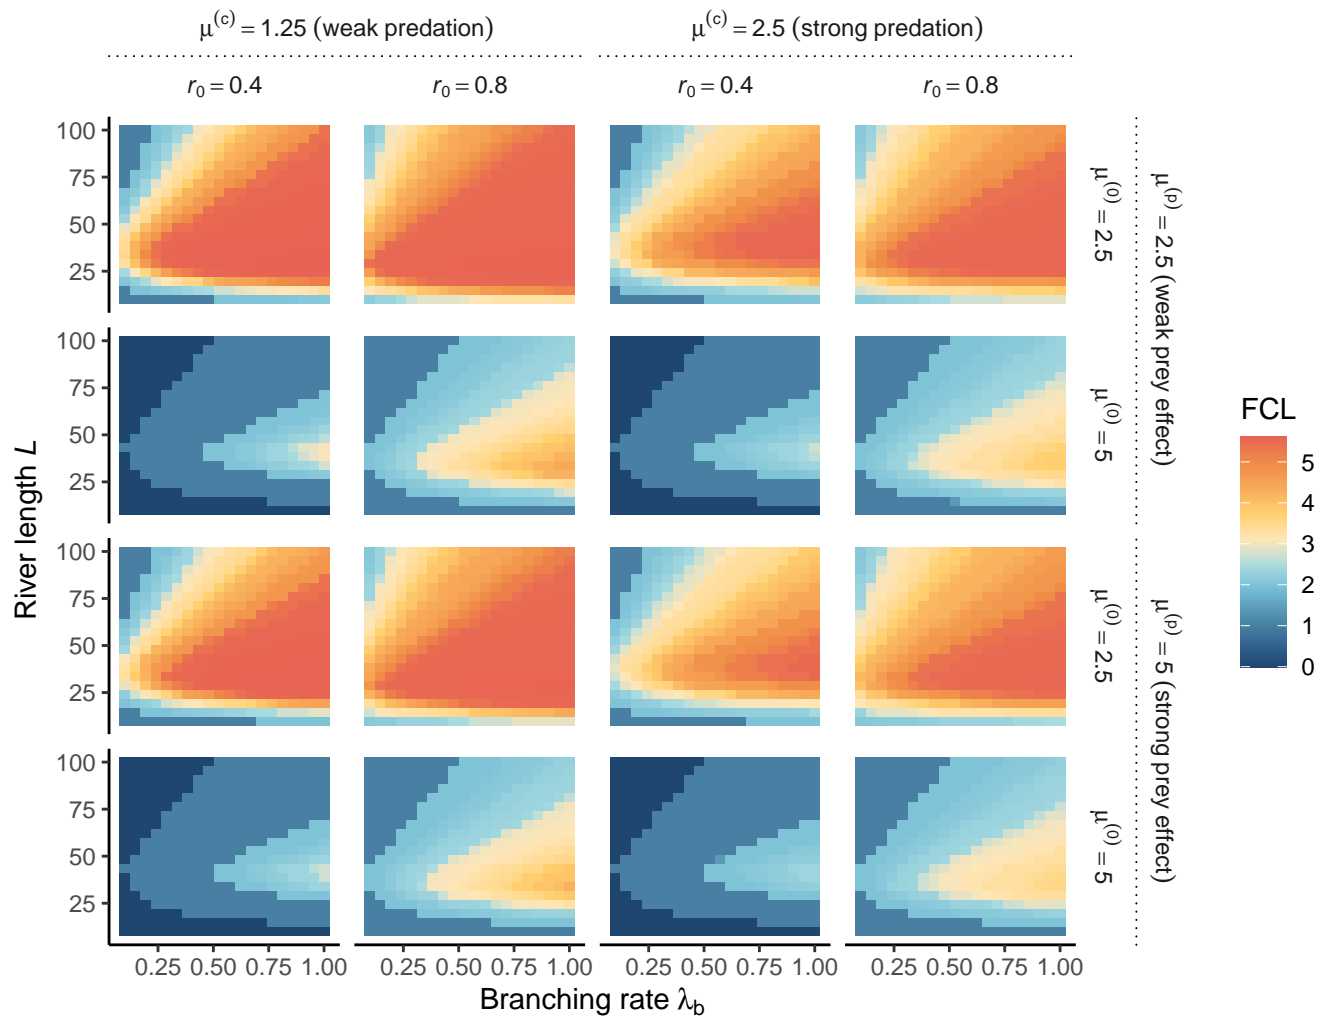 μ(c) = 1.25 (weak predation)
μ(c) = 2.5 (strong predation)
r0 = 0.4
r0 = 0.8
r0 = 0.4
r0 = 0.8
100
75
50
25
μ(0) = 2.5
100
75
50
25
μ(0) = 5
μ(p) = 2.5 (weak prey effect)
100
75
50
25
μ(0) = 2.5
100
75
50
25
μ(0) = 5
μ(p) = 5 (strong prey effect)
River length L
0.25 0.50 0.75 1.00
0.25 0.50 0.75 1.00
0.25 0.50 0.75 1.00
0.25 0.50 0.75 1.00
Branching rate λb
FCL
5
4
3
2
1
0